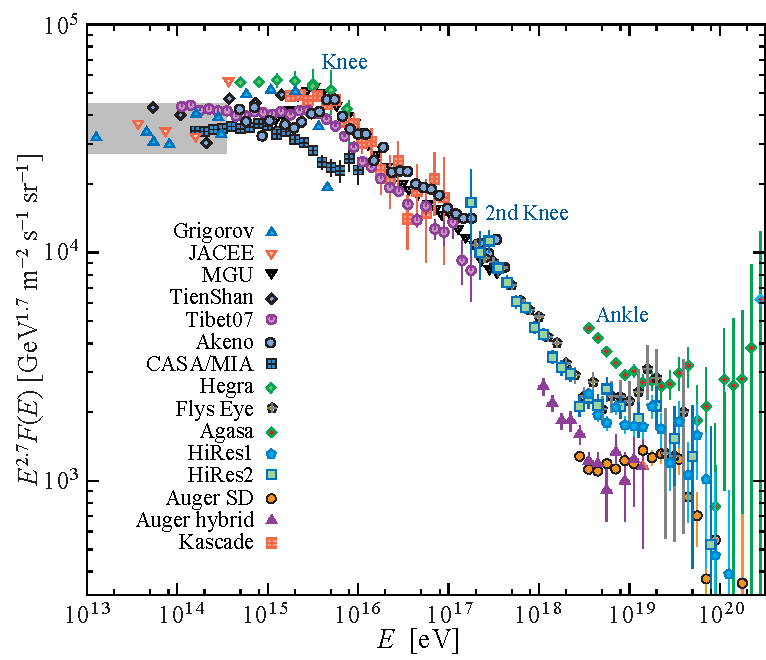 10^5
Knee
2nd Knee
10^4
Ankle
10^3
E^2.7 F(E) [GeV^1.7 m^−2 s^−1 sr^−1]
Grigorov
JACEE
MGU
TienShan
Tibet07
Akeno
CASA/MIA
Hegra
Flys Eye
Agasa
HiRes1
HiRes2
Auger SD
Auger hybrid
Kascade
10^13 10^14 10^15 10^16 10^17 10^18 10^19 10^20
E [eV]